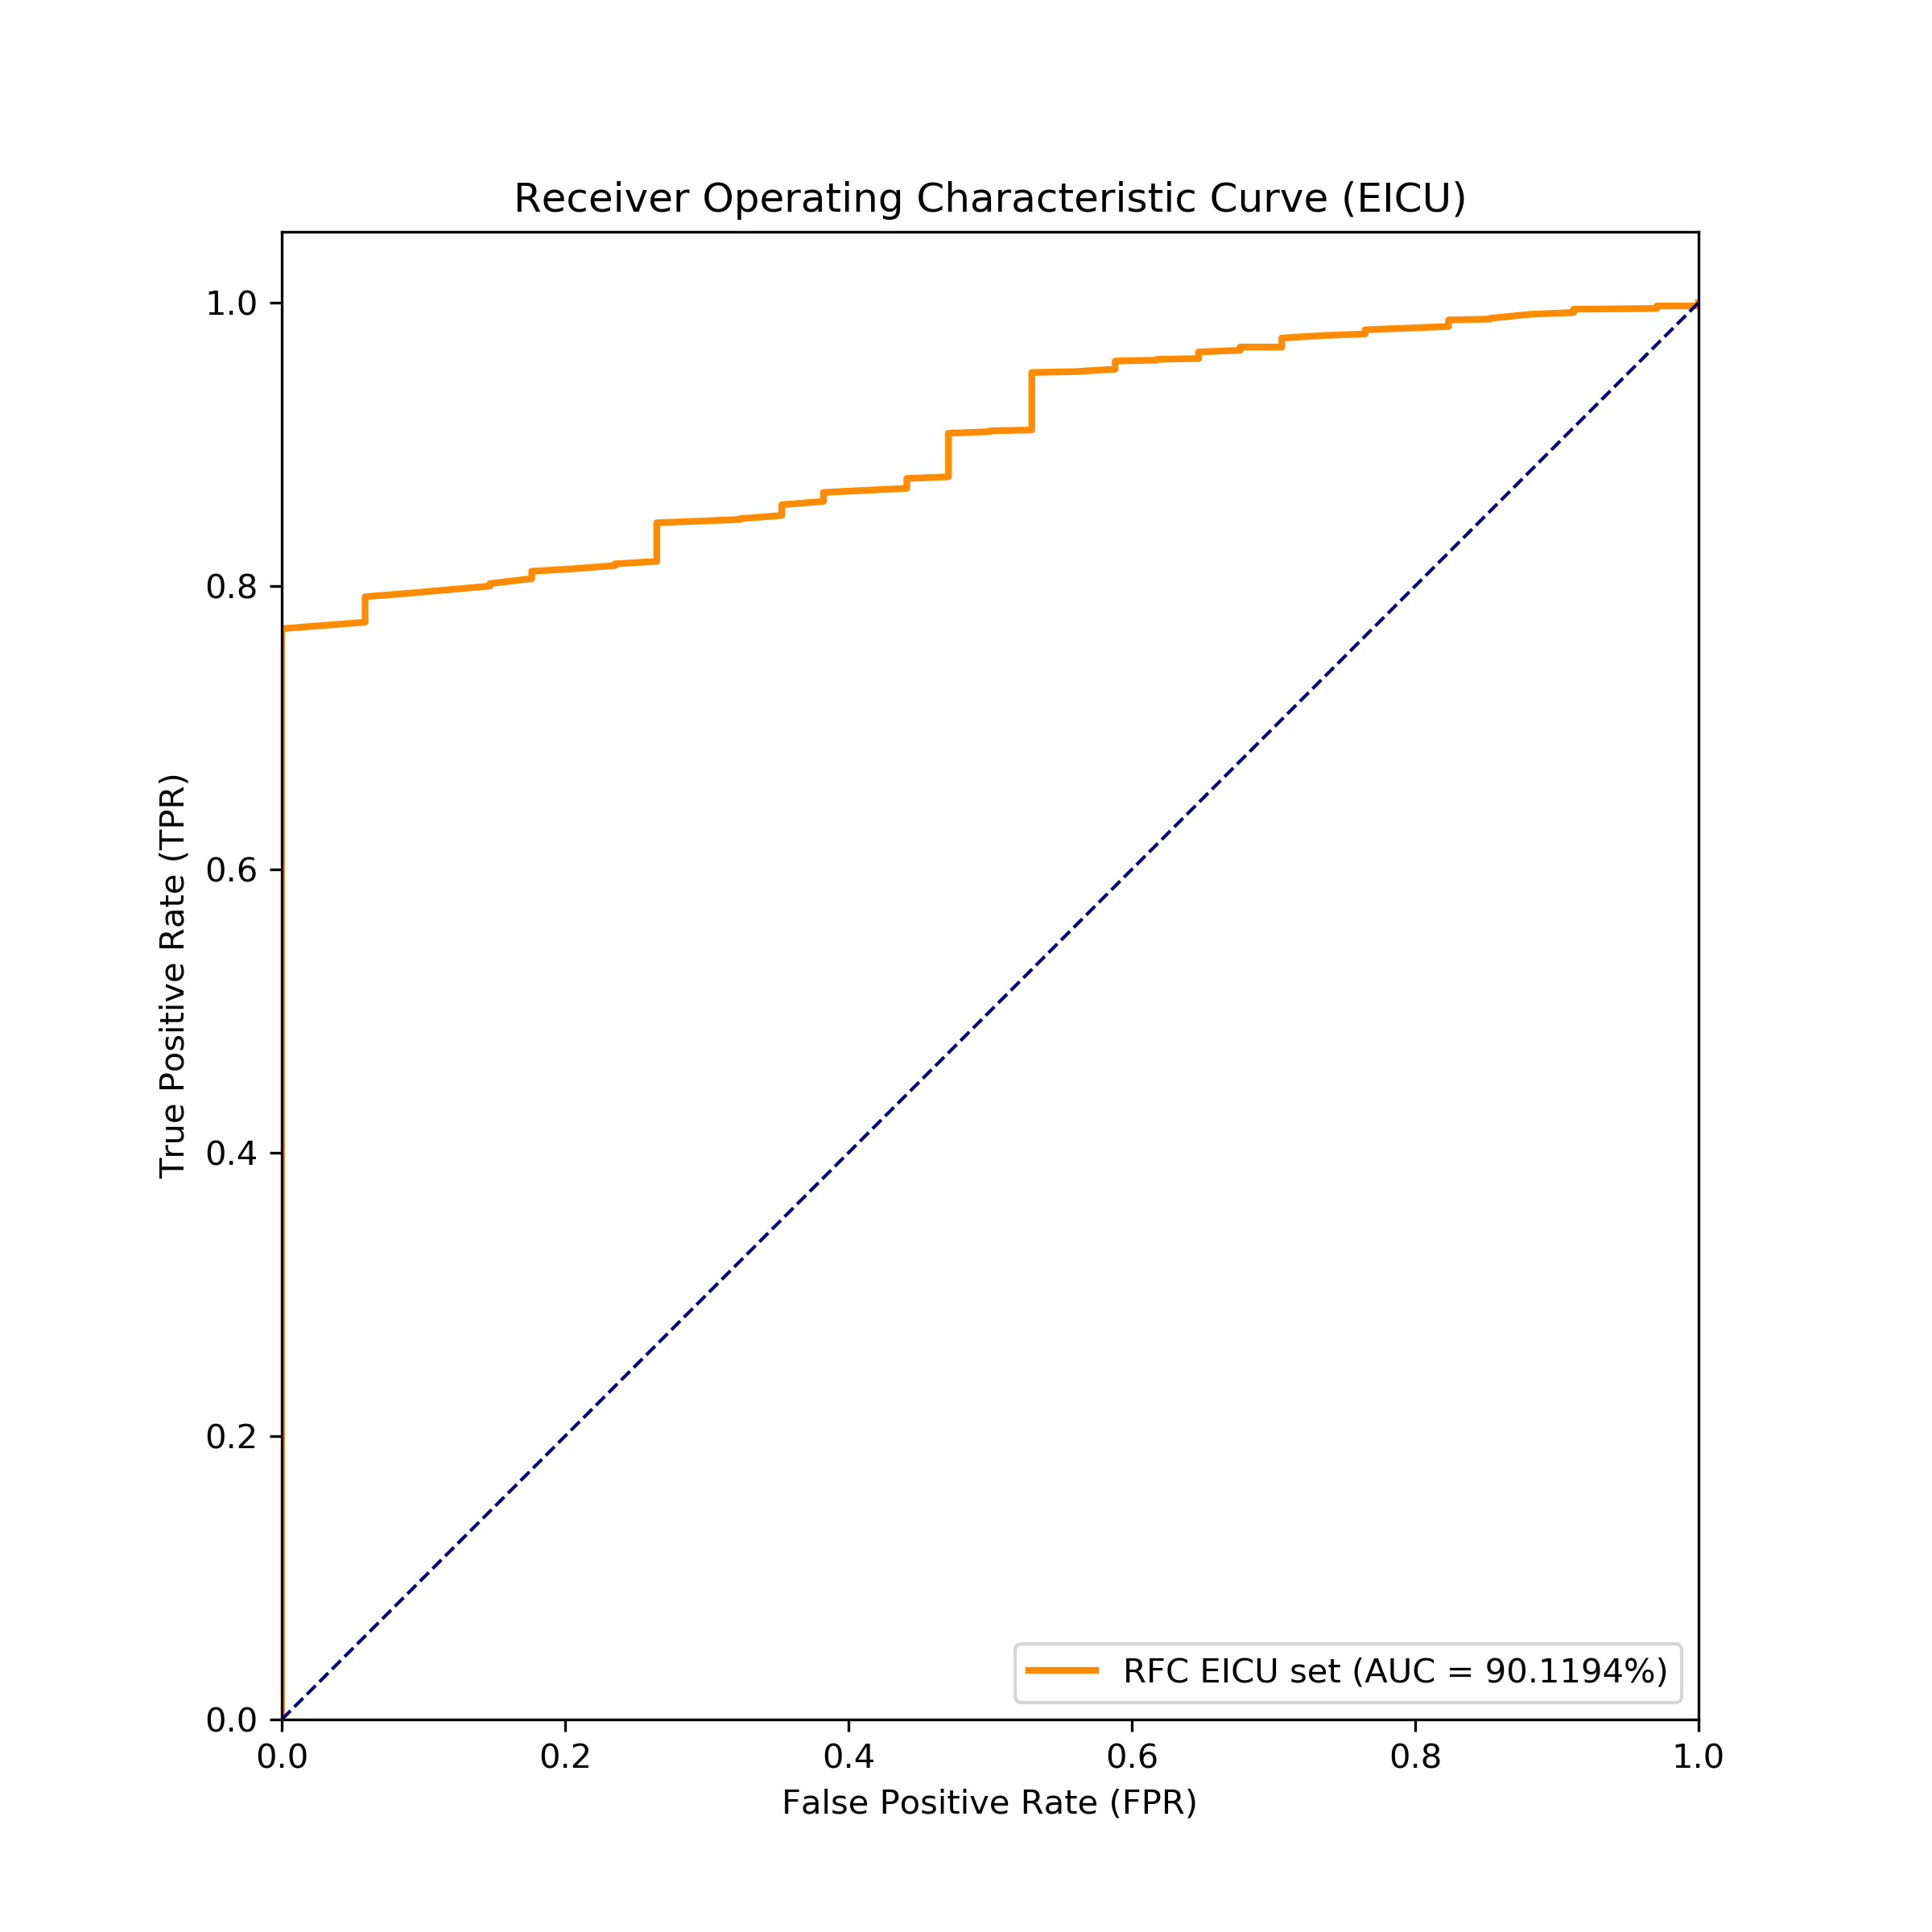 Receiver Operating Characteristic Curve (EICU)
True Positive Rate (TPR)
1.0
0.8
0.6
0.4
0.2
0.0
0.0 0.2 0.4 0.6 0.8 1.0
False Positive Rate (FPR)
RFC EICU set (AUC = 90.1194%)